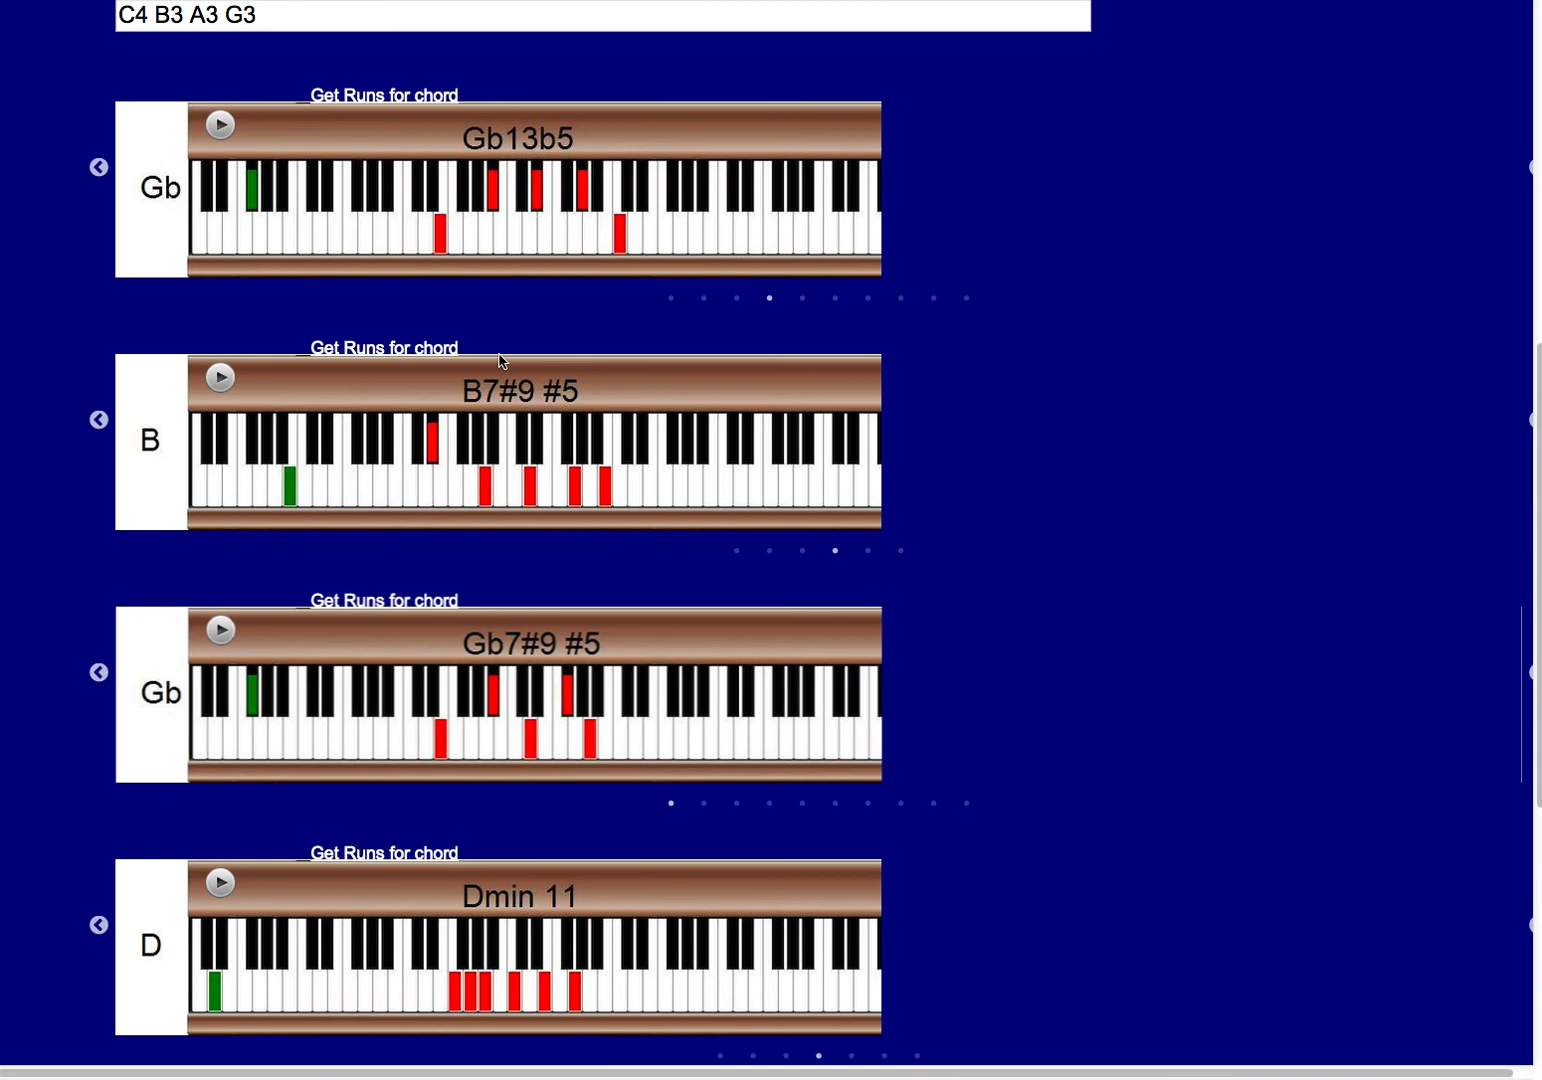 C4 B3 A3 G3
Get Runs for chord
Gb13b5
Gb
Get Runs for chord
B7#9 #5
B
Get Runs for chord
Gb7#9 #5
Gb
Get Runs for chord
Dmin 11
D